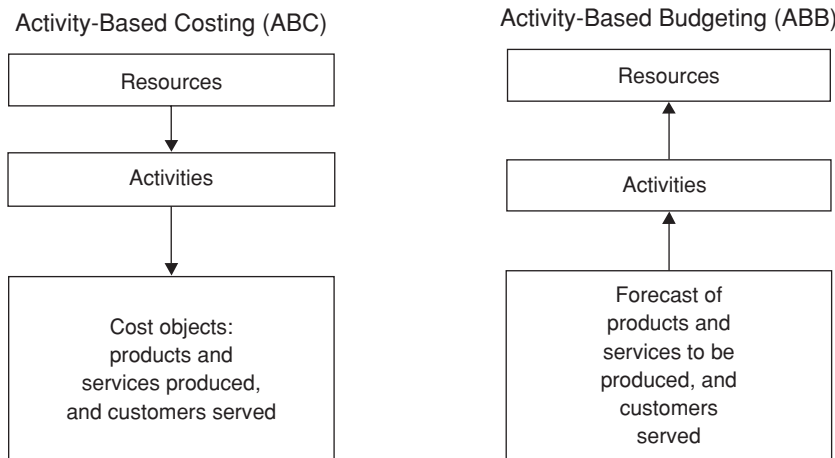 Activity-Based Costing (ABC)
Resources
Activities
Cost objects:
products and
services produced,
and customers served
Activity-Based Budgeting (ABB)
Resources
Activities
Forecast of
products and
services to be
produced, and
customers
served